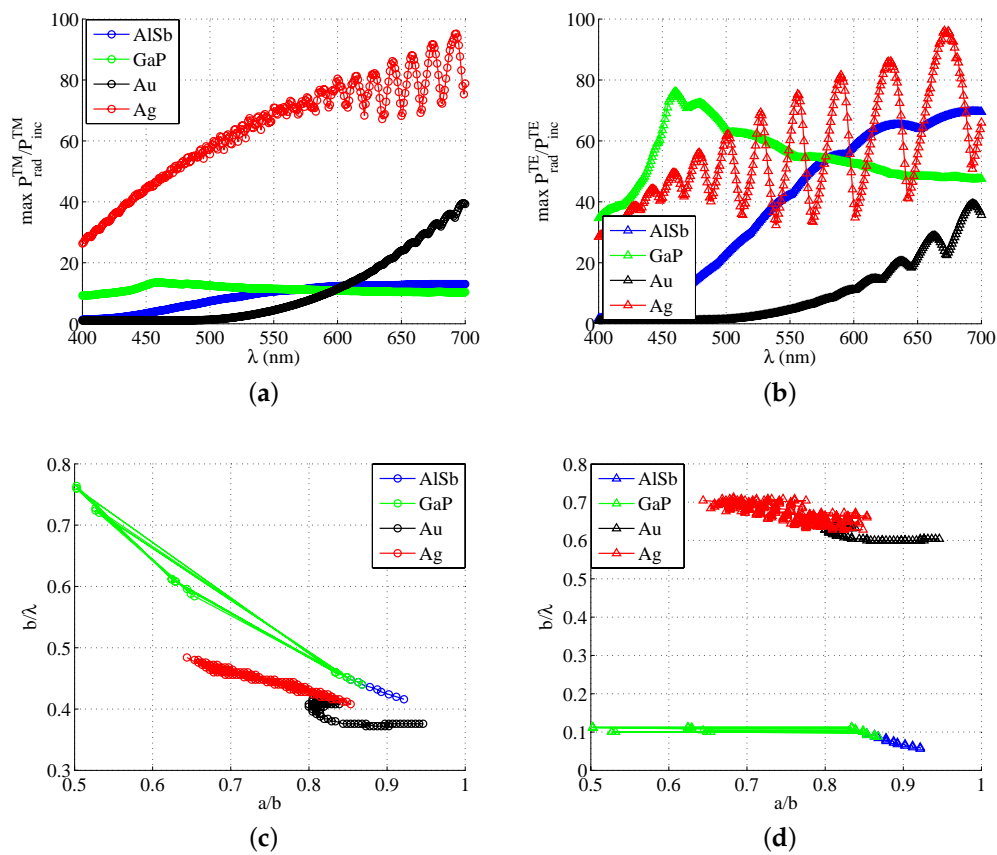 max P^TM_rad/P^TM_inc
100
80
60
40
20
0
400 450 500 550 600 650 700
λ (nm)
AlSb
GaP
Au
Ag
(a)
max P^TE_rad/P^TE_inc
100
80
60
40
20
0
400 450 500 550 600 650 700
λ (nm)
AlSb
GaP
Au
Ag
(b)
b/λ
0.8
0.7
0.6
0.5
0.4
0.3
0.5 0.6 0.7 0.8 0.9 1
a/b
AlSb
GaP
Au
Ag
(c)
b/λ
0.8
0.7
0.6
0.5
0.4
0.3
0.2
0.1
0
0.5 0.6 0.7 0.8 0.9 1
a/b
AlSb
GaP
Au
Ag
(d)